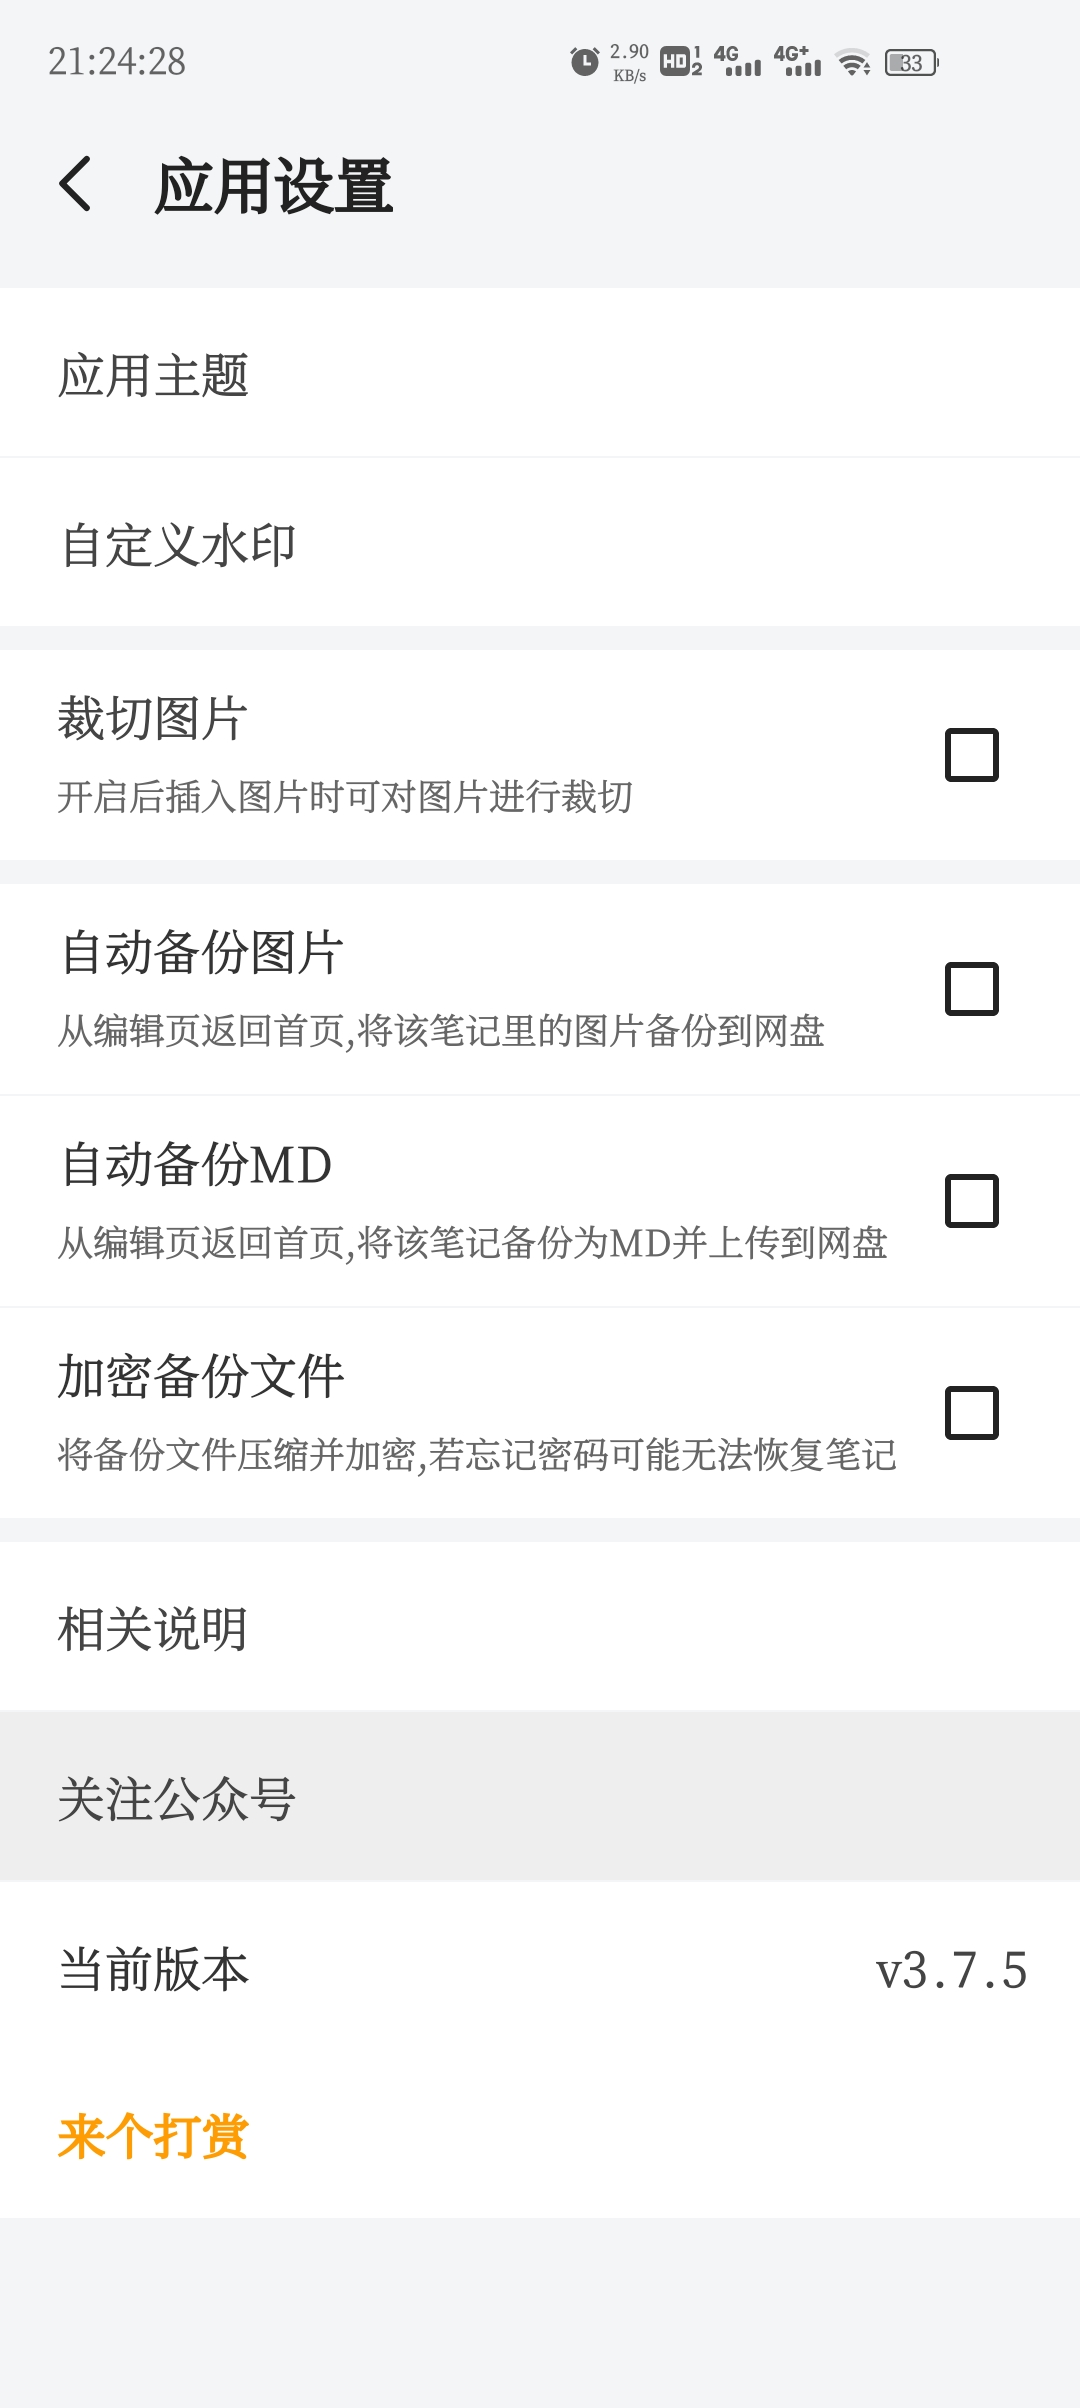 21:24:28
2.90
KB/s
HD 1 2
4G
4G+
33
应用设置
应用主题
自定义水印
裁切图片
开启后插入图片时可对图片进行裁切
自动备份图片
从编辑页返回首页,将该笔记里的图片备份到网盘
自动备份MD
从编辑页返回首页,将该笔记备份为MD并上传到网盘
加密备份文件
将备份文件压缩并加密,若忘记密码可能无法恢复笔记
相关说明
关注公众号
当前版本
v3.7.5
来个打赏